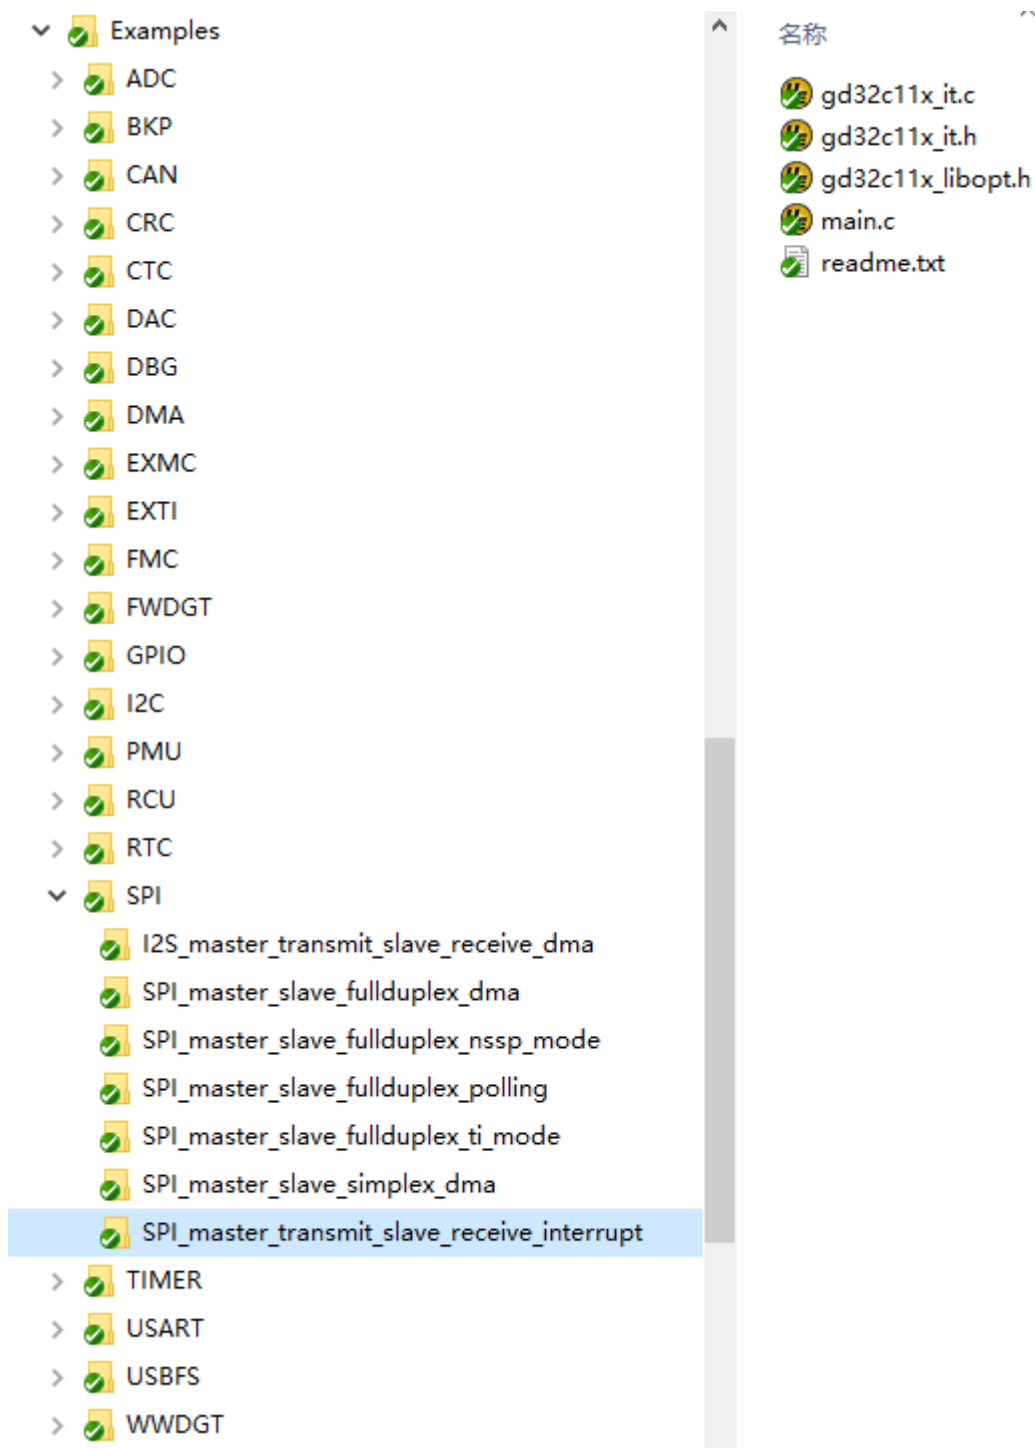 Examples
ADC
BKP
CAN
CRC
CTC
DAC
DBG
DMA
EXMC
EXTI
FMC
FWDGT
GPIO
I2C
PMU
RCU
RTC
SPI
I2S_master_transmit_slave_receive_dma
SPI_master_slave_fullduplex_dma
SPI_master_slave_fullduplex_nssp_mode
SPI_master_slave_fullduplex_polling
SPI_master_slave_fullduplex_ti_mode
SPI_master_slave_simplex_dma
SPI_master_transmit_slave_receive_interrupt
TIMER
USART
USBFS
WWDGT
名称
gd32c11x_it.c
gd32c11x_it.h
gd32c11x_libopt.h
main.c
readme.txt